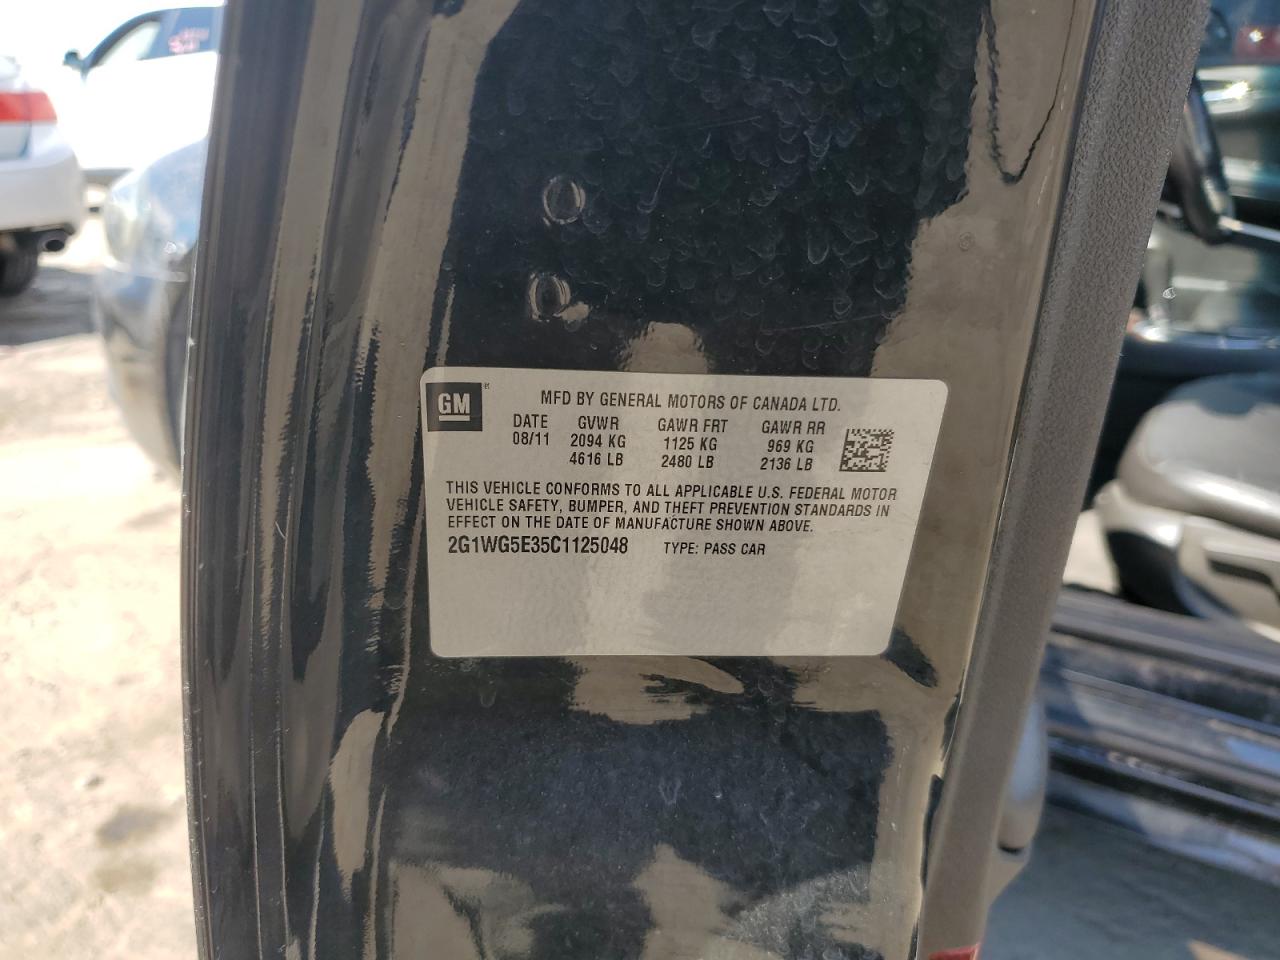 GM
MFD BY GENERAL MOTORS OF CANADA LTD.
DATE GVWR GAWR FRT GAWR RR
08/11 2094 KG 1125 KG 969 KG
4616 LB 2480 LB 2136 LB
THIS VEHICLE CONFORMS TO ALL APPLICABLE U.S. FEDERAL MOTOR
VEHICLE SAFETY, BUMPER, AND THEFT PREVENTION STANDARDS IN
EFFECT ON THE DATE OF MANUFACTURE SHOWN ABOVE.
2G1WG5E35C1125048 TYPE: PASS CAR